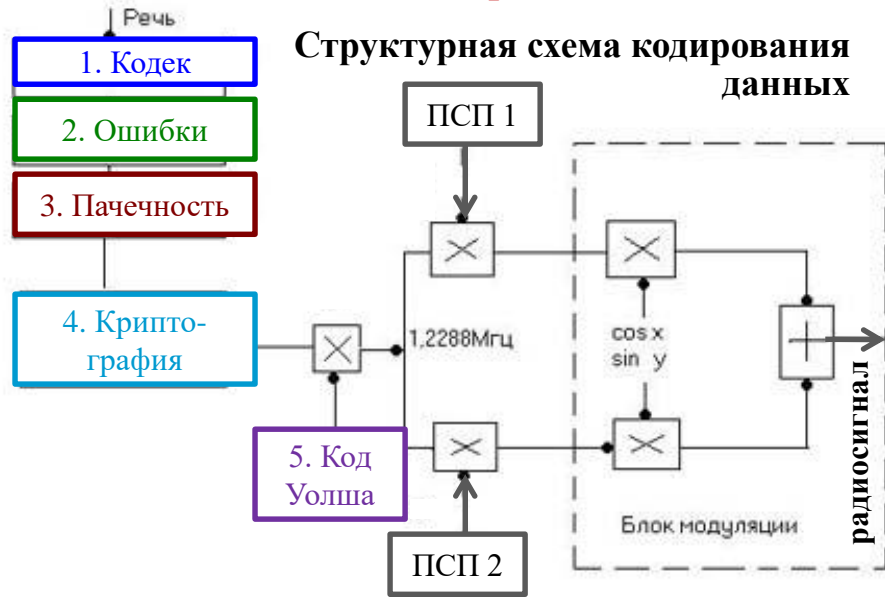 Речь
Структурная схема кодирования
данных
1. Кодек
2. Ошибки
3. Пачечность
4. Крипто-
графия
5. Код
Уолша
ПСП 1
1,2288Мгц
ПСП 2
cos x
sin y
Блок модуляции
радиосигнал